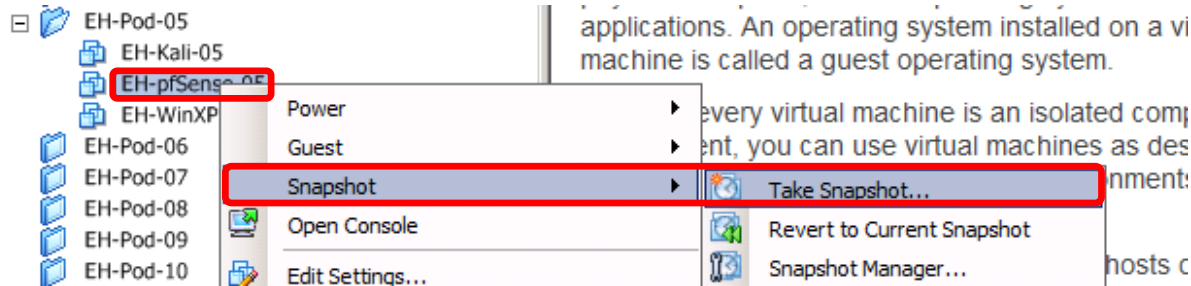 EH-Pod-05
EH-Kali-05
EH-pfSense-05
EH-WinXP
EH-Pod-06
EH-Pod-07
EH-Pod-08
EH-Pod-09
EH-Pod-10
Power
Guest
Snapshot
Open Console
Edit Settings...
Take Snapshot...
Revert to Current Snapshot
Snapshot Manager...
applications. An operating system installed on a vi
machine is called a guest operating system.
every virtual machine is an isolated comp
ent, you can use virtual machines as des
nments
hosts c